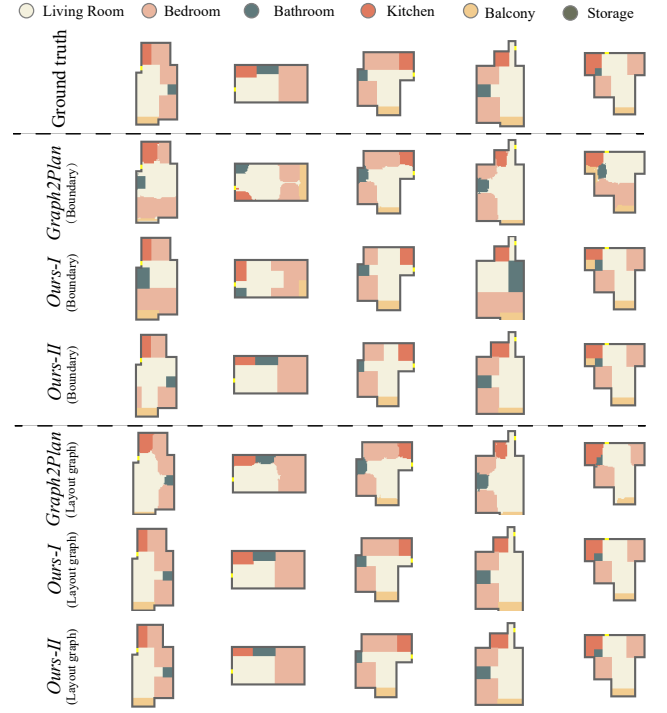 Living Room Bedroom Bathroom Kitchen Balcony Storage
Ground truth
Graph2Plan
(Boundary)
Ours-I
(Boundary)
Ours-II
(Boundary)
Graph2Plan
(Layout graph)
Ours-I
(Layout graph)
Ours-II
(Layout graph)